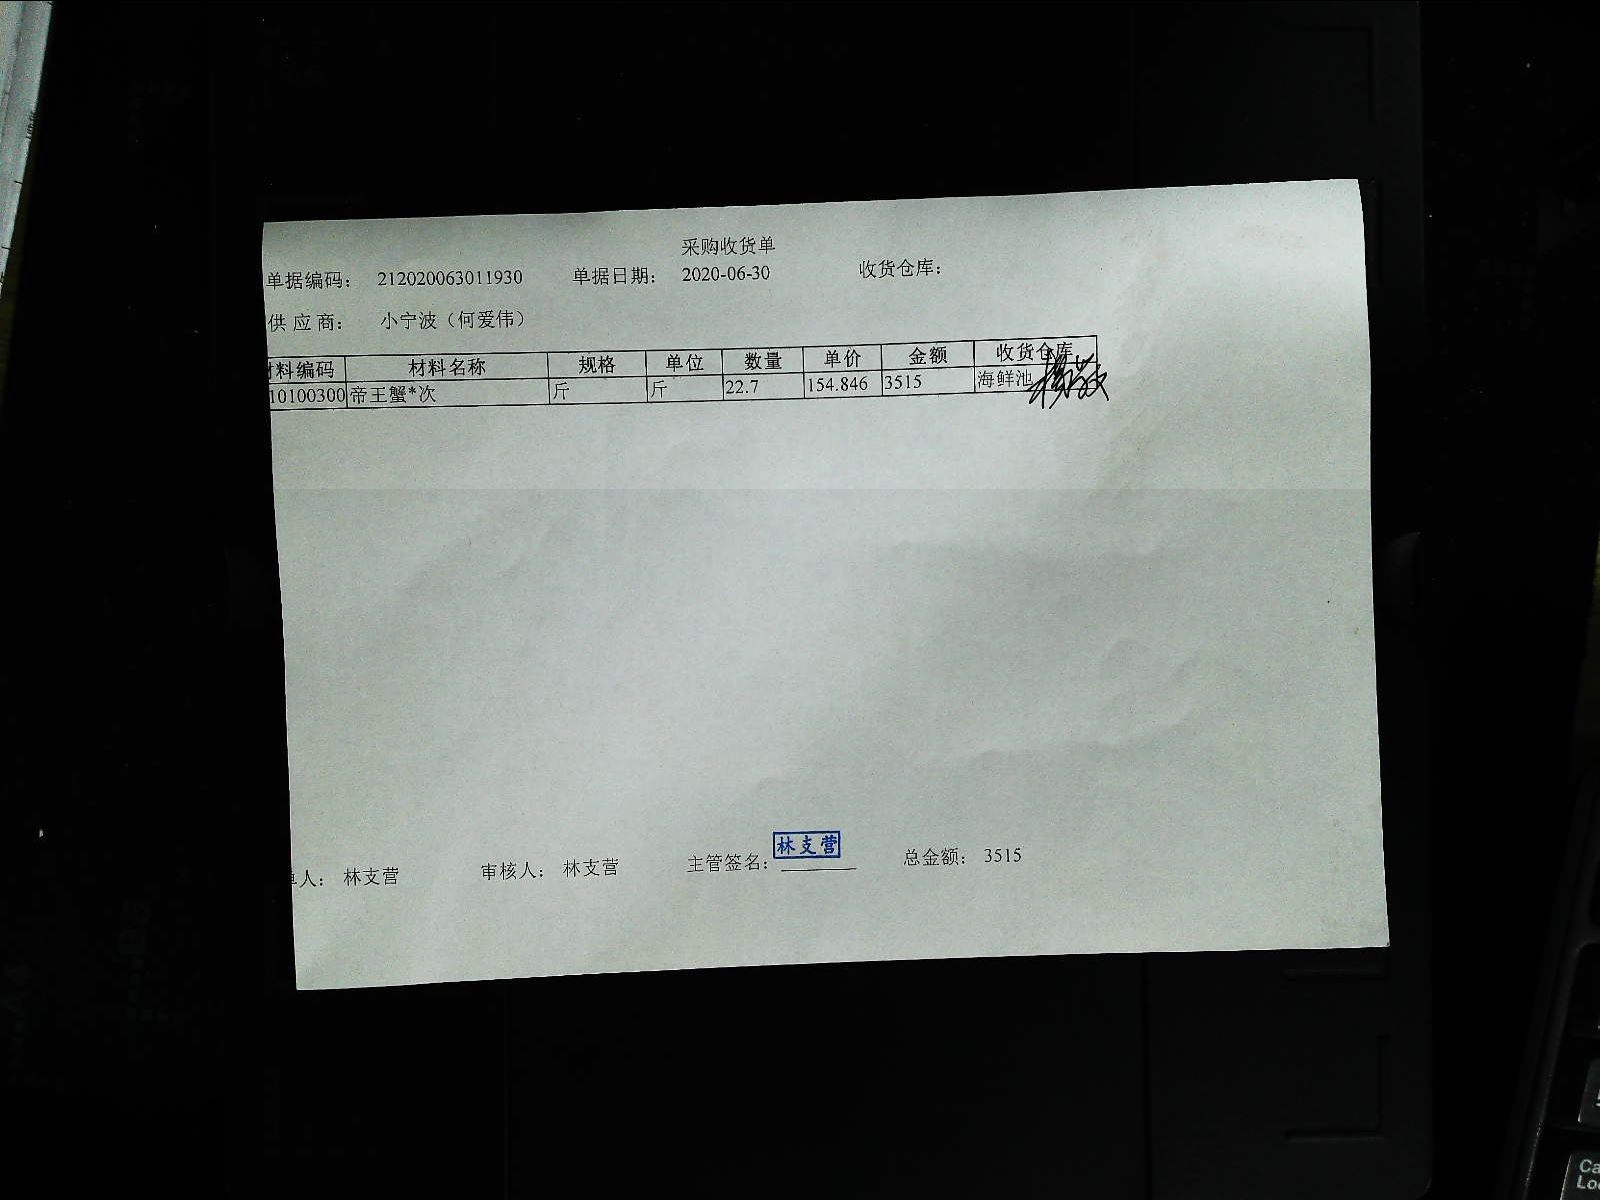 采购收货单
单据编码： 212020063011930 单据日期： 2020-06-30 收货仓库：
供 应 商： 小宁波（何爱伟）
材料编码 材料名称 规格 单位 数量 单价 金额 收货仓库
10100300 帝王蟹*次 斤 斤 22.7 154.846 3515 海鲜池
单人： 林支营 审核人： 林支营 主管签名： 林支营 总金额： 3515
Ca
Loc